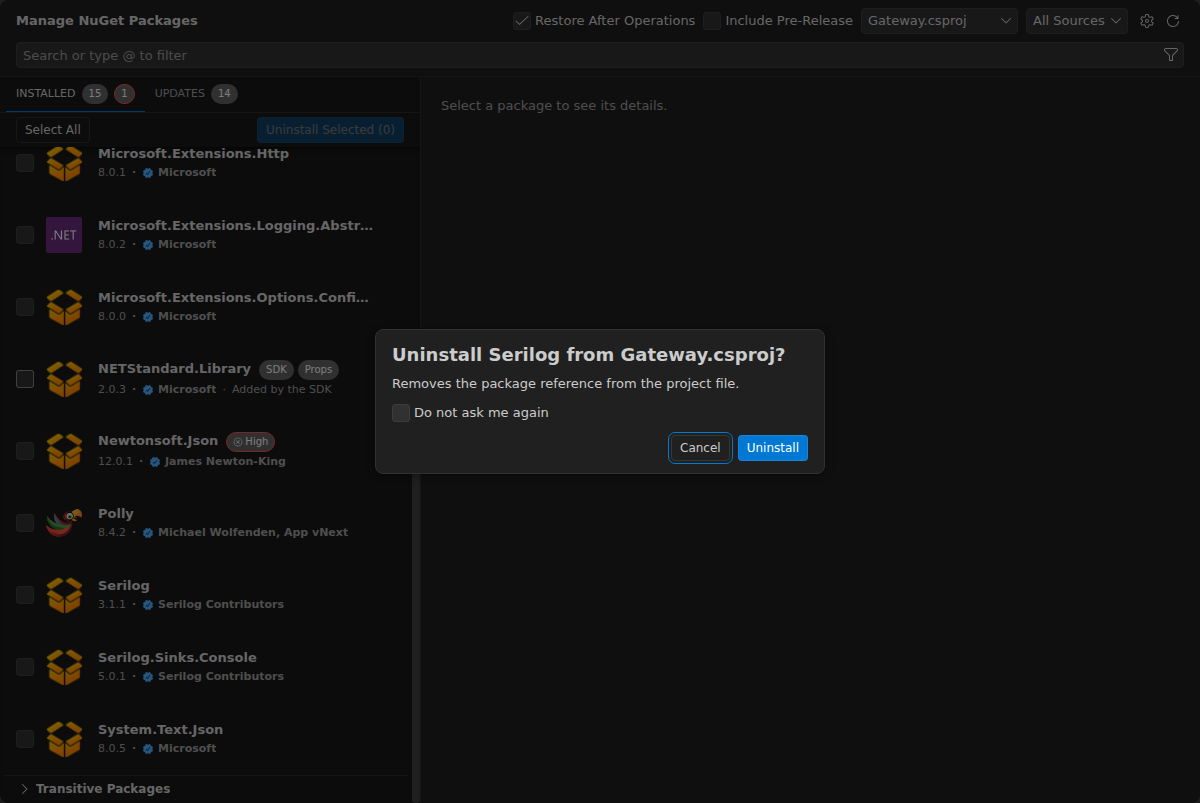 Manage NuGet Packages
Restore After Operations
Include Pre-Release
Gateway.csproj
All Sources
Search or type @ to filter
INSTALLED 15 1 UPDATES 14
Select a package to see its details.
Select All
Uninstall Selected (0)
Microsoft.Extensions.Http
8.0.1 · Microsoft
.NET
Microsoft.Extensions.Logging.Abstr…
8.0.2 · Microsoft
Microsoft.Extensions.Options.Confi…
8.0.0 · Microsoft
NETStandard.Library SDK Props
2.0.3 · Microsoft · Added by the SDK
Newtonsoft.Json High
12.0.1 · James Newton-King
Polly
8.4.2 · Michael Wolfenden, App vNext
Serilog
3.1.1 · Serilog Contributors
Serilog.Sinks.Console
5.0.1 · Serilog Contributors
System.Text.Json
8.0.5 · Microsoft
Transitive Packages
Uninstall Serilog from Gateway.csproj?
Removes the package reference from the project file.
Do not ask me again
Cancel
Uninstall